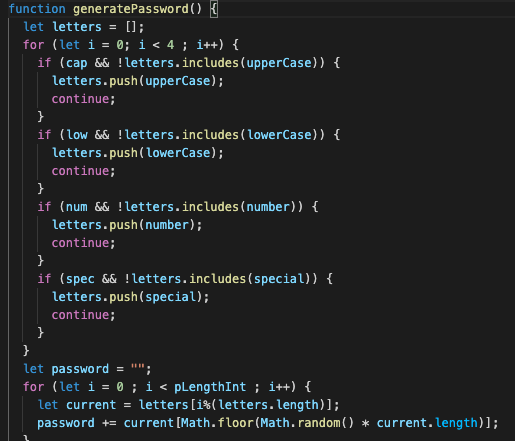 function generatePassword() {
let letters = [];
for (let i = 0; i < 4 ; i++) {
if (cap && !letters.includes(upperCase)) {
letters.push(upperCase);
continue;
}
if (low && !letters.includes(lowerCase)) {
letters.push(lowerCase);
continue;
}
if (num && !letters.includes(number)) {
letters.push(number);
continue;
}
if (spec && !letters.includes(special)) {
letters.push(special);
continue;
}
}
let password = "";
for (let i = 0 ; i < pLengthInt ; i++) {
let current = letters[i%(letters.length)];
password += current[Math.floor(Math.random() * current.length)];
}